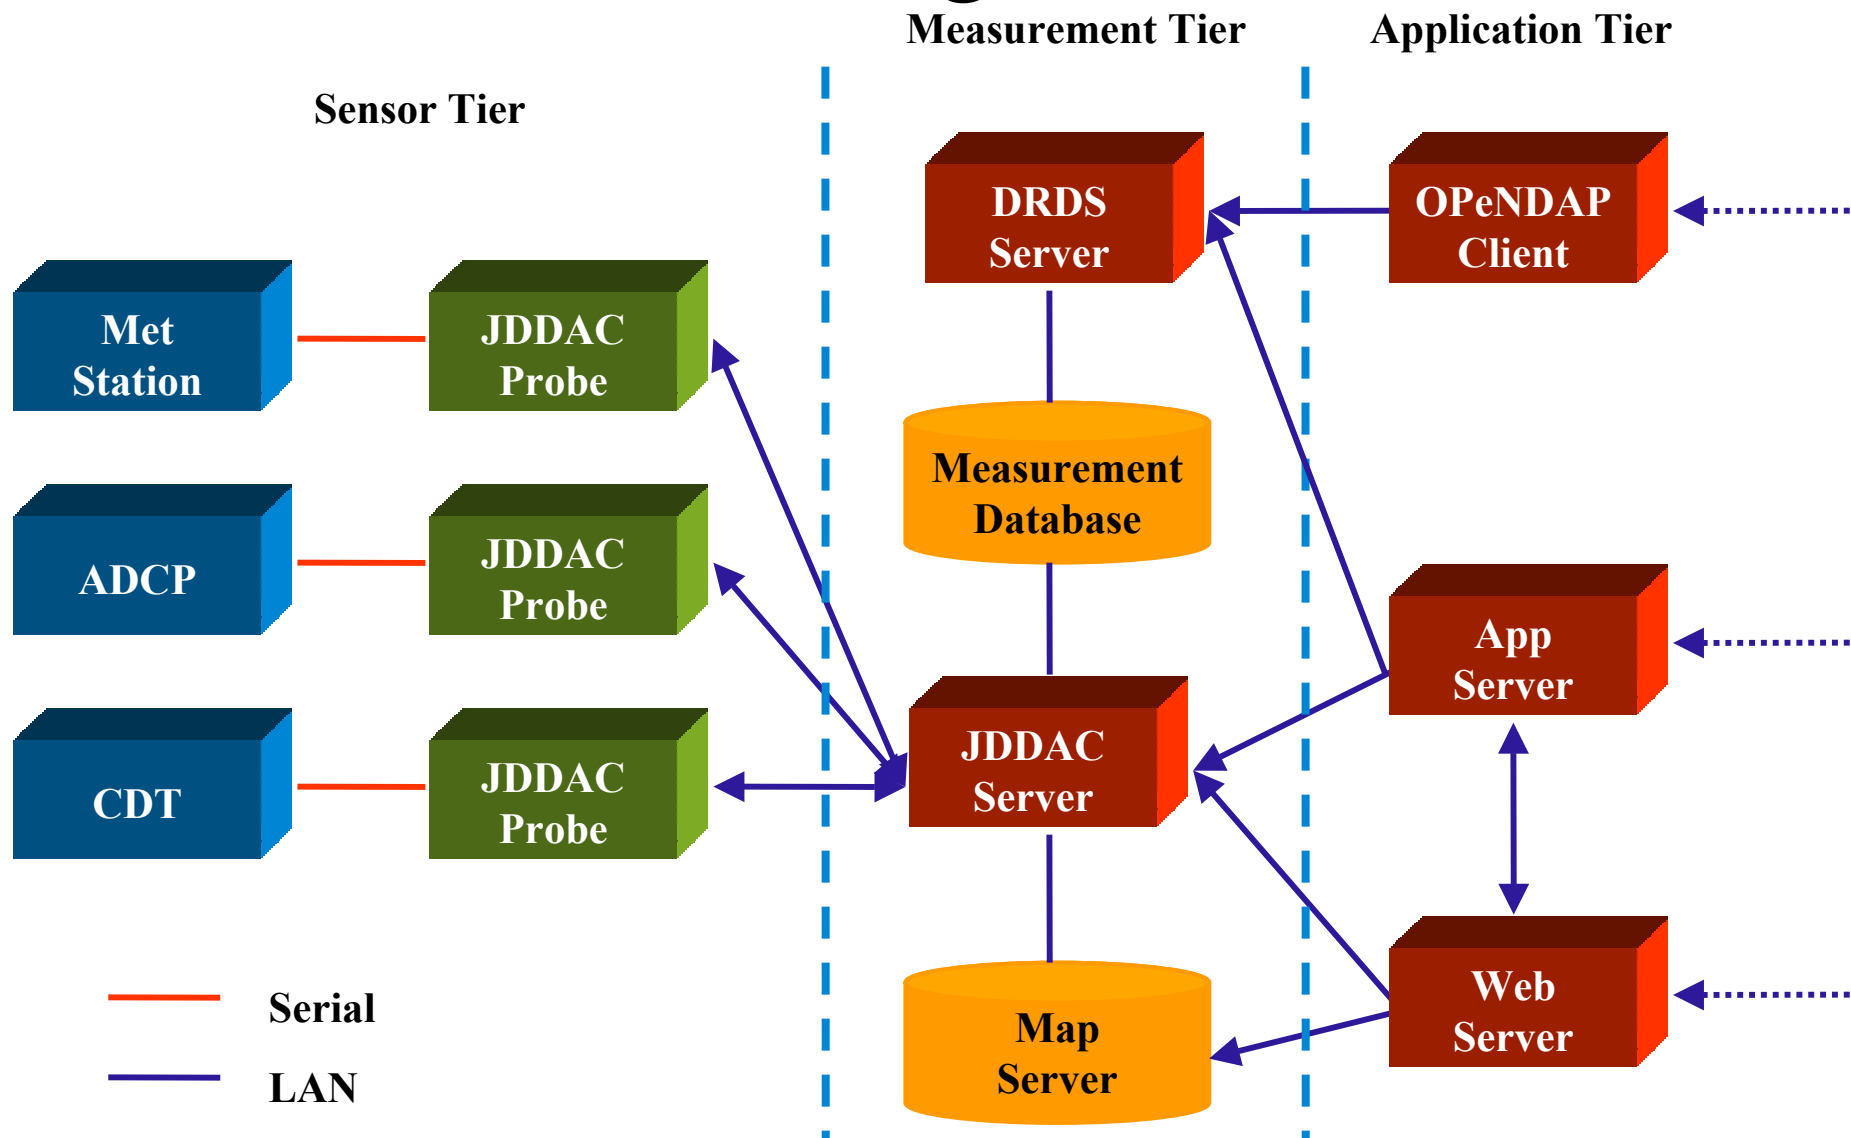 Measurement Tier
Application Tier
Sensor Tier
DRDS
Server
OPeNDAP
Client
Met
Station
JDDAC
Probe
Measurement
Database
ADCP
JDDAC
Probe
App
Server
CDT
JDDAC
Probe
JDDAC
Server
Web
Server
Map
Server
Serial
LAN